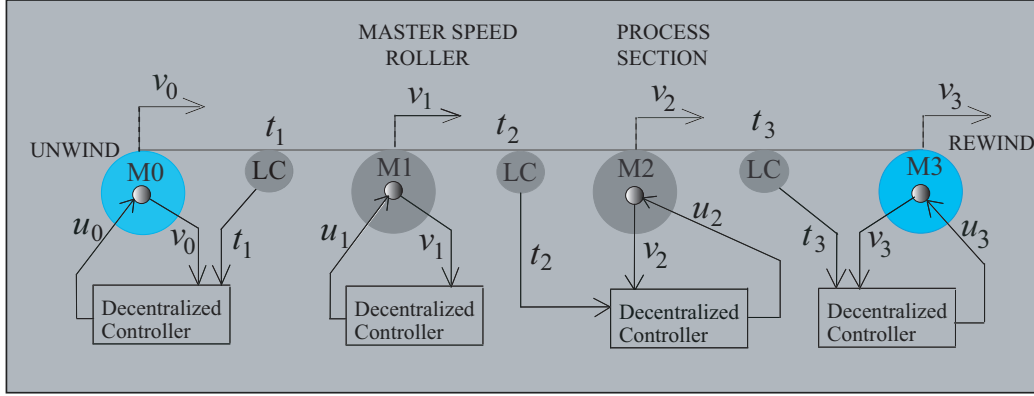 MASTER SPEED
ROLLER
PROCESS
SECTION
v0
v1
v2
v3
t1
t2
t3
UNWIND
REWIND
M0
LC
M1
LC
M2
LC
M3
u0
v0
t1
u1
v1
t2
v2
u2
t3
v3
u3
Decentralized
Controller
Decentralized
Controller
Decentralized
Controller
Decentralized
Controller